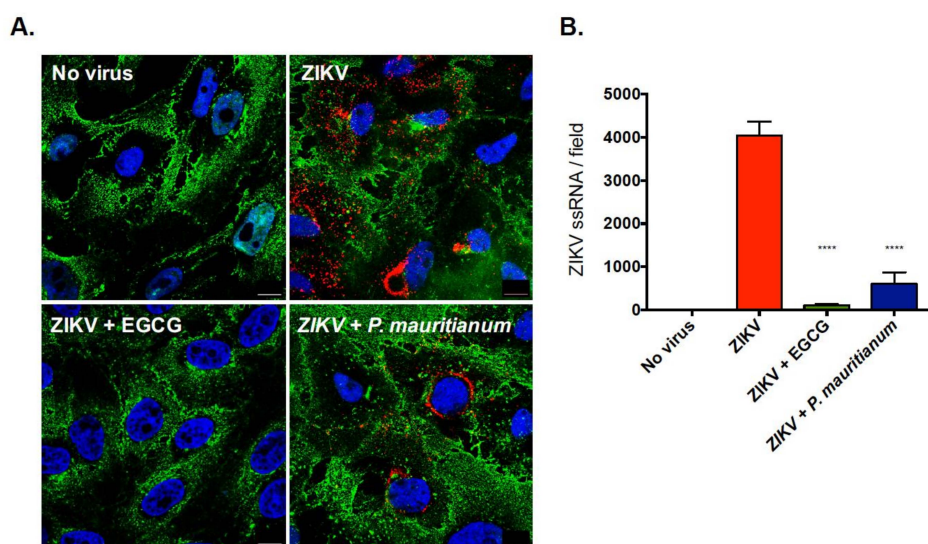 A.
No virus
ZIKV
ZIKV + EGCG
ZIKV + P. mauritianum
B.
ZIKV ssRNA / field
5000
4000
3000
2000
1000
0
****
****
No virus
ZIKV
ZIKV + EGCG
ZIKV + P. mauritianum